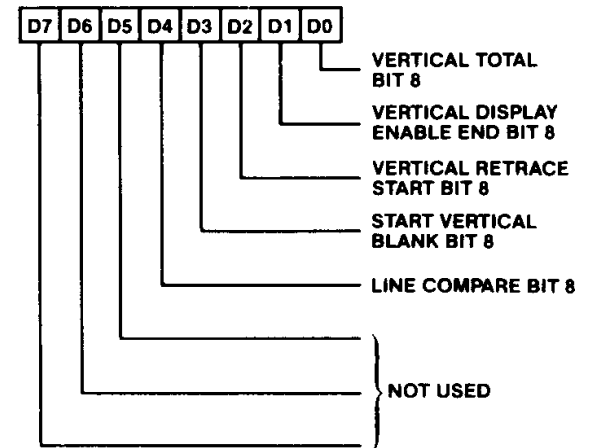 D7 D6 D5 D4 D3 D2 D1 D0
VERTICAL TOTAL
BIT 8
VERTICAL DISPLAY
ENABLE END BIT 8
VERTICAL RETRACE
START BIT 8
START VERTICAL
BLANK BIT 8
LINE COMPARE BIT 8
NOT USED